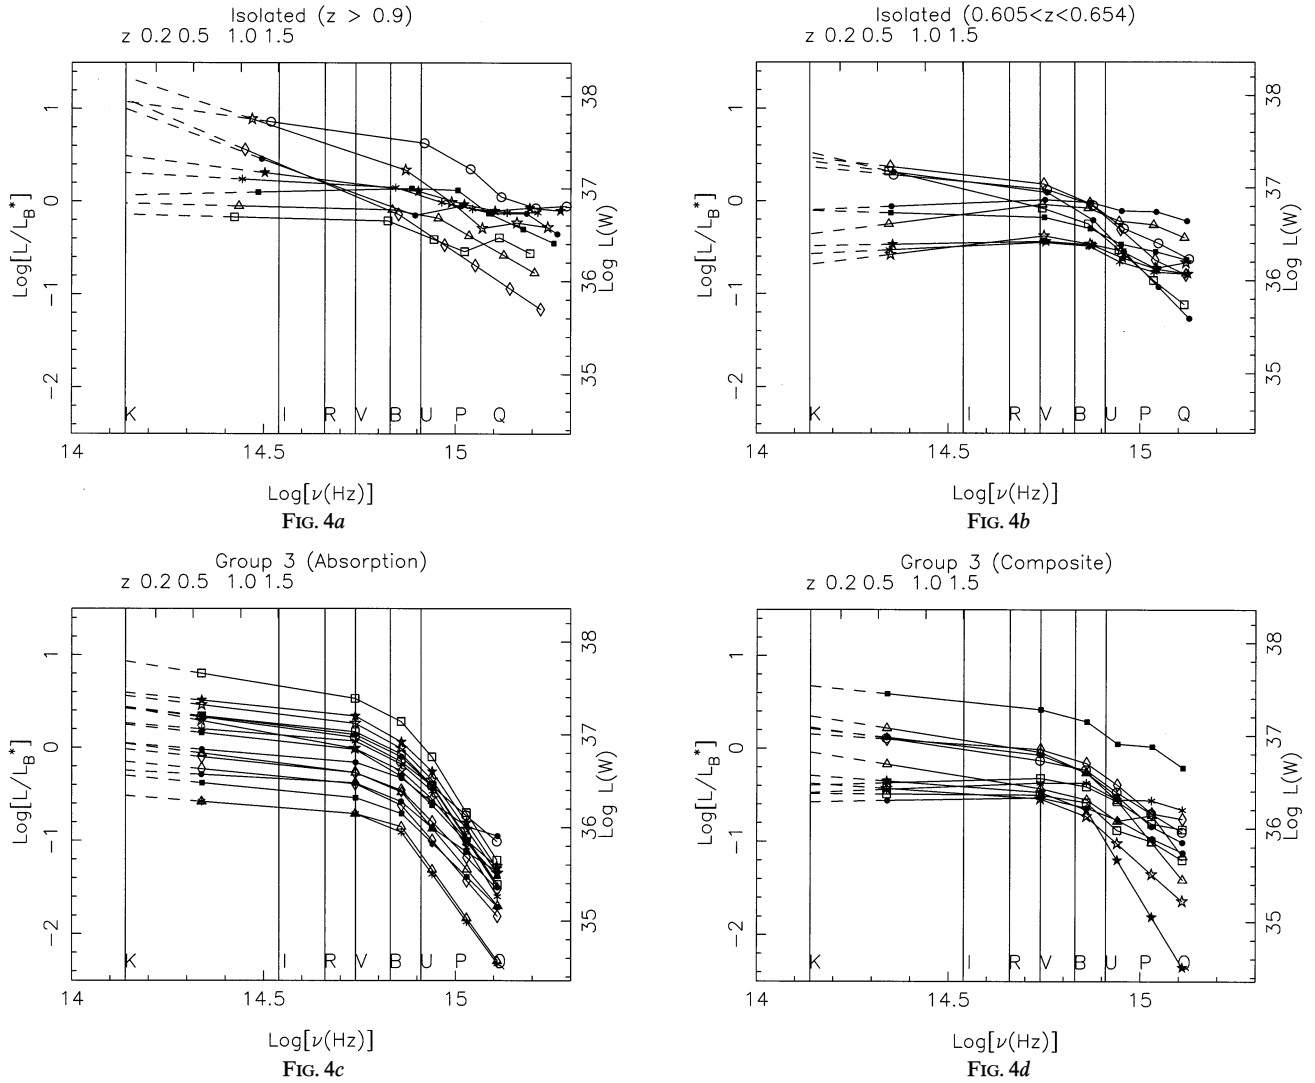 Isolated (z > 0.9)
z 0.2 0.5 1.0 1.5
1
0
−1
−2
Log[L/L_B*]
38
37
36
35
Log L(W)
K I R V B U P Q
14 14.5 15
Log[ν(Hz)]
FIG. 4a
Isolated (0.605<z<0.654)
z 0.2 0.5 1.0 1.5
1
0
−1
−2
Log[L/L_B*]
38
37
36
35
Log L(W)
K I R V B U P Q
14 14.5 15
Log[ν(Hz)]
FIG. 4b
Group 3 (Absorption)
z 0.2 0.5 1.0 1.5
1
0
−1
−2
Log[L/L_B*]
38
37
36
35
Log L(W)
K I R V B U P Q
14 14.5 15
Log[ν(Hz)]
FIG. 4c
Group 3 (Composite)
z 0.2 0.5 1.0 1.5
1
0
−1
−2
Log[L/L_B*]
38
37
36
35
Log L(W)
K I R V B U P Q
14 14.5 15
Log[ν(Hz)]
FIG. 4d